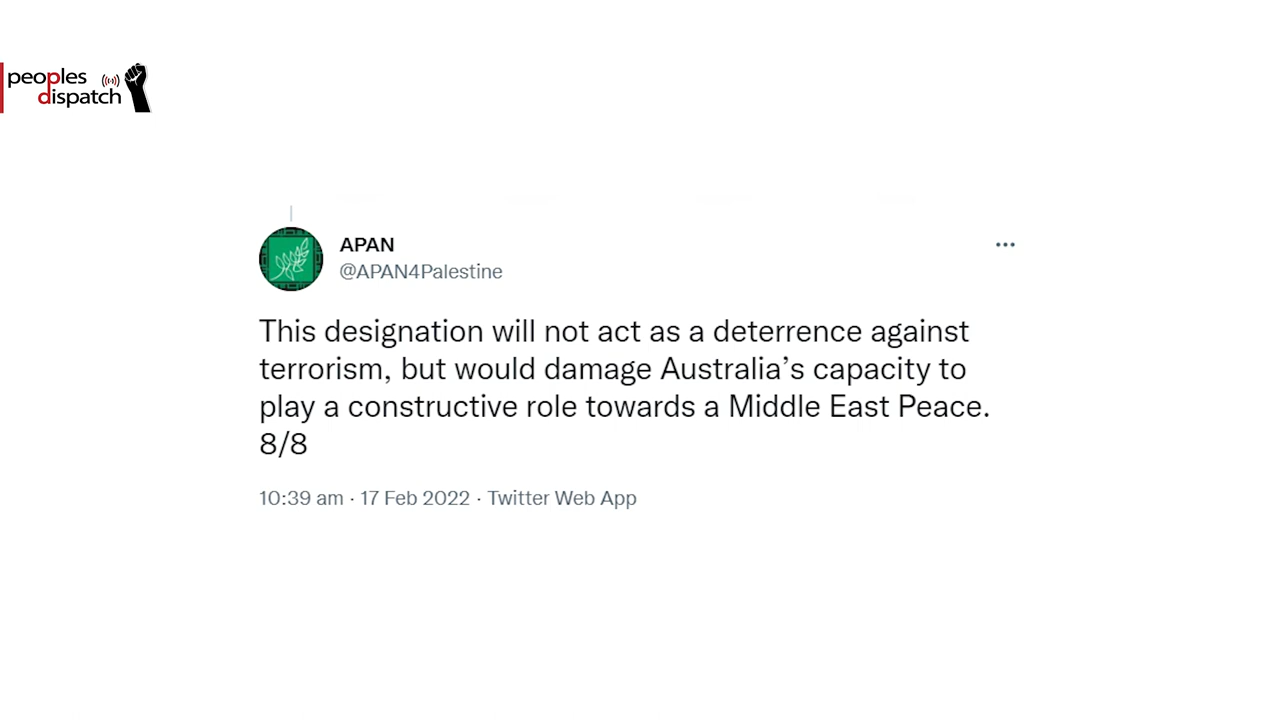 peoples
dispatch
APAN
@APAN4Palestine
This designation will not act as a deterrence against
terrorism, but would damage Australia’s capacity to
play a constructive role towards a Middle East Peace.
8/8
10:39 am · 17 Feb 2022 · Twitter Web App